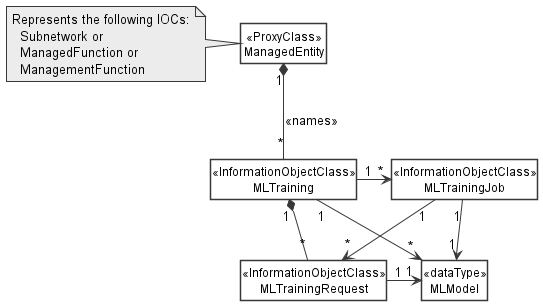 Represents the following IOCs:
Subnetwork or
ManagedFunction or
ManagementFunction
«ProxyClass»
ManagedEntity
1
«names»
*
«InformationObjectClass»
MLTraining
1 *
«InformationObjectClass»
MLTrainingJob
1 1 1 1
* * * 1
«InformationObjectClass»
MLTrainingRequest
1 1
«dataType»
MLModel